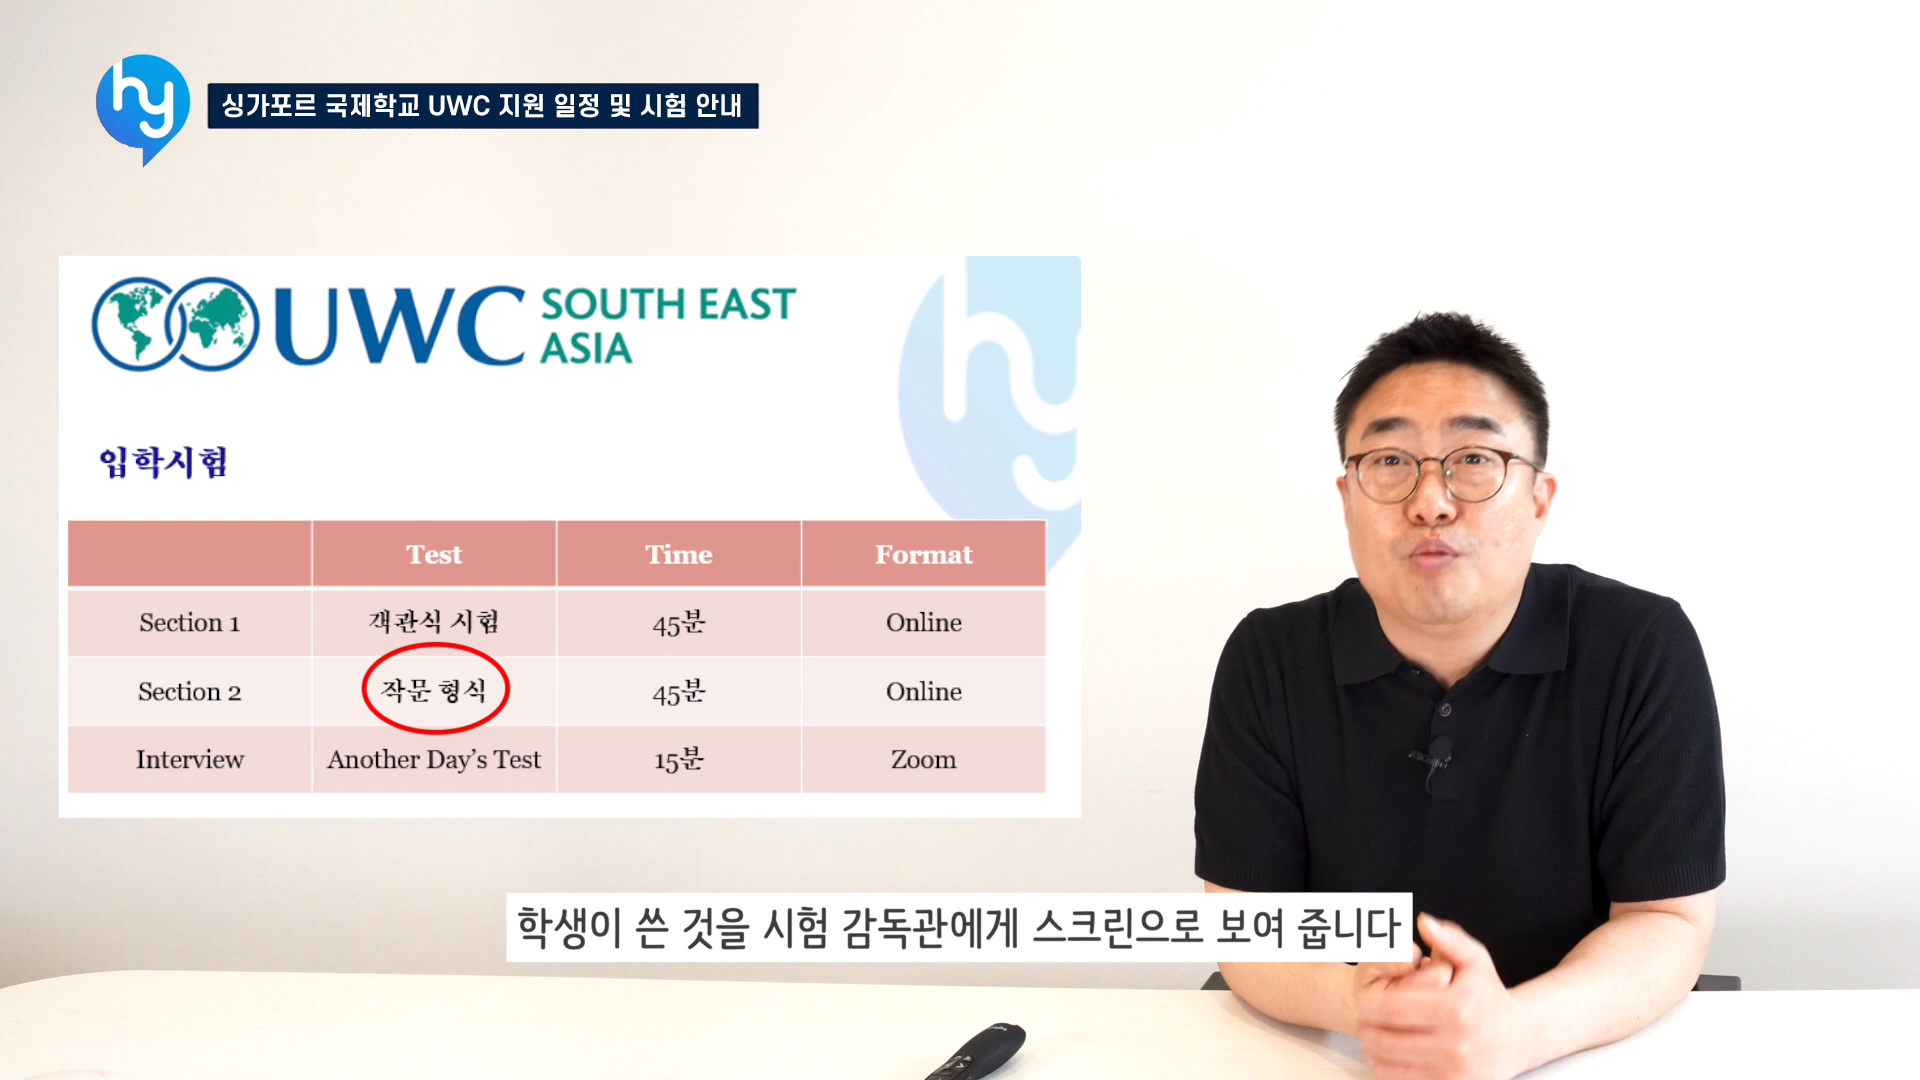 hy
싱가포르 국제학교 UWC 지원 일정 및 시험 안내
UWC SOUTH EAST ASIA
hy
입학시험
Test Time Format
Section 1 객관식 시험 45분 Online
Section 2 작문 형식 45분 Online
Interview Another Day's Test 15분 Zoom
학생이 쓴 것을 시험 감독관에게 스크린으로 보여 줍니다